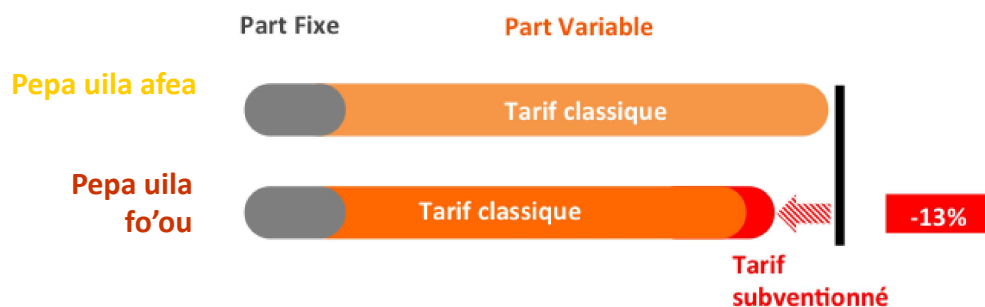 Part Fixe
Part Variable
Pepa uila afea
Tarif classique
Pepa uila
fo’ou
Tarif classique
-13%
Tarif
subventionné